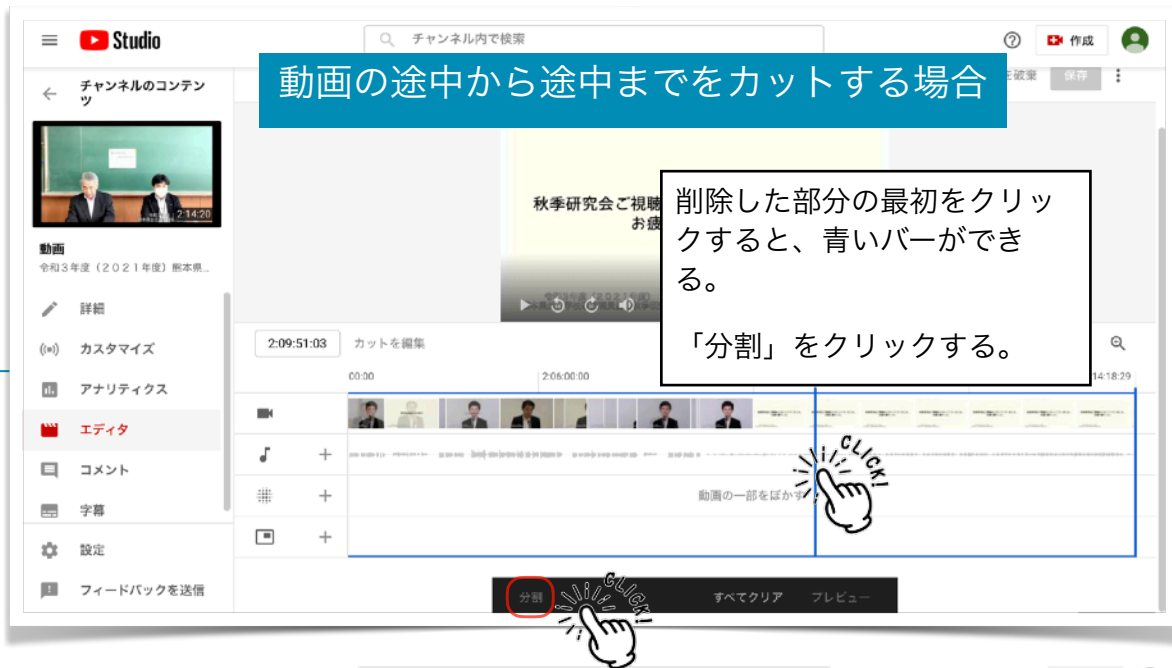 Studio
チャンネル内で検索
作成
動画の途中から途中までをカットする場合
を破棄
保存
チャンネルのコンテン
ツ
2:14:20
動画
令和3年度（2021年度）熊本県...
詳細
カスタマイズ
アナリティクス
エディタ
コメント
字幕
設定
フィードバックを送信
秋季研究会ご視聴
お疲
削除した部分の最初をクリッ
クすると、青いバーができ
る。
「分割」をクリックする。
2:09:51:03
カットを編集
00:00
2:06:00:00
14:18:29
CLICK!
動画の一部をぼかす
分割
すべてクリア
プレビュー
CLICK!